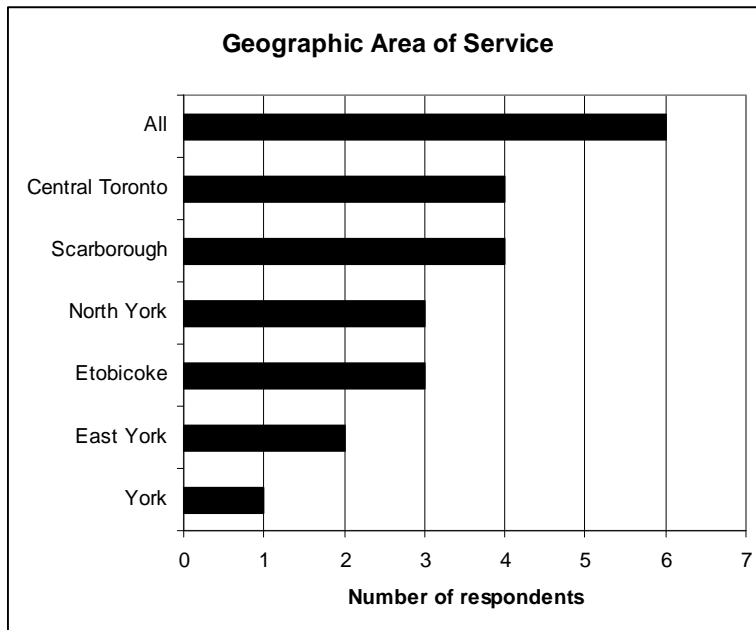 Geographic Area of Service
All
Central Toronto
Scarborough
North York
Etobicoke
East York
York
0 1 2 3 4 5 6 7
Number of respondents